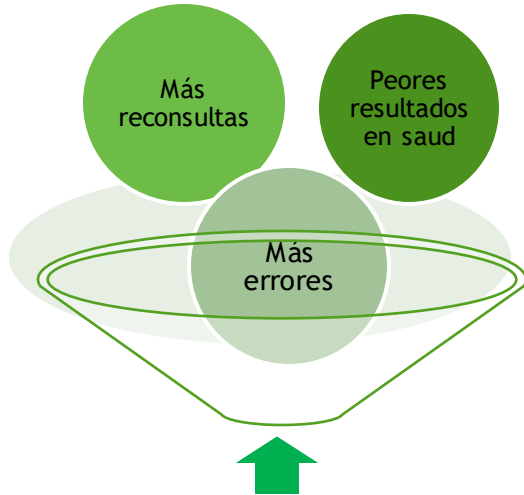 Más
reconsultas
Peores
resultados
en saud
Más
errores